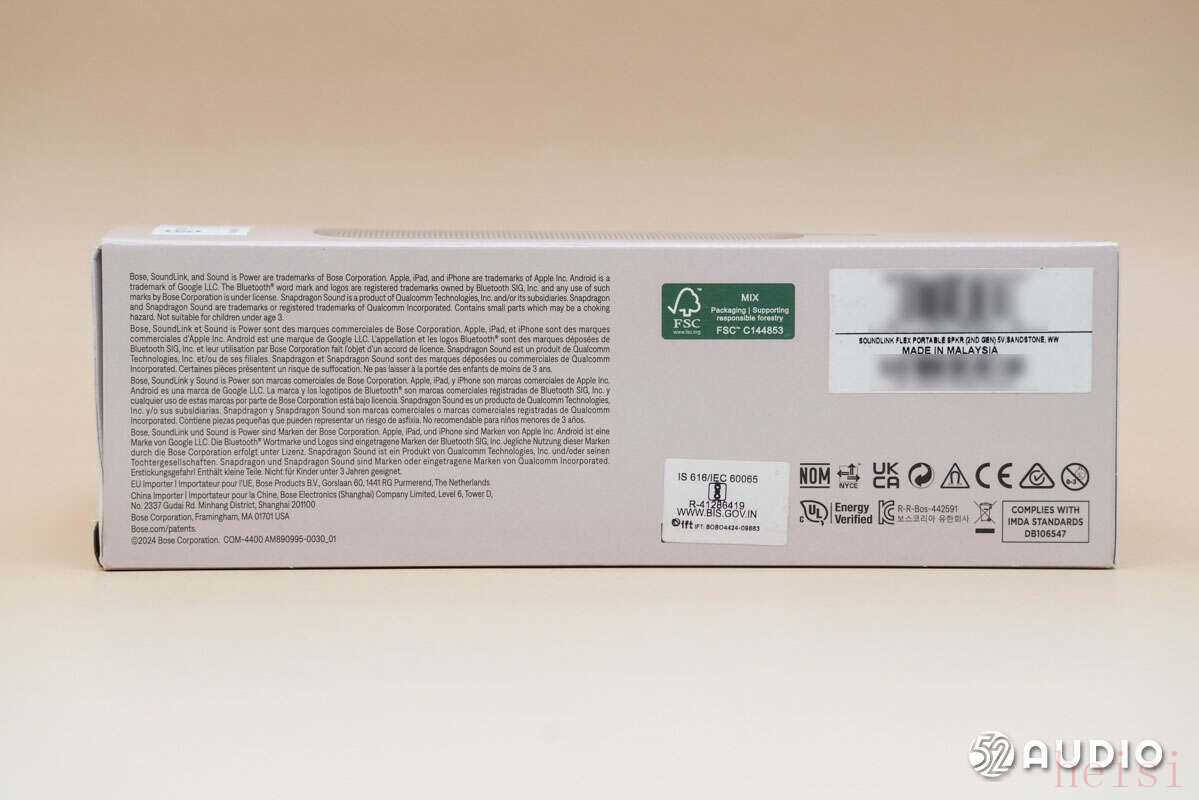 Bose, SoundLink, and Sound is Power are trademarks of Bose Corporation. Apple, iPad, and iPhone are trademarks of Apple Inc. Android is a
trademark of Google LLC. The Bluetooth® word mark and logos are registered trademarks owned by Bluetooth SIG, Inc. and any use of such
marks by Bose Corporation is under license. Snapdragon Sound is a product of Qualcomm Technologies, Inc. and/or its subsidiaries. Snapdragon
and Snapdragon Sound are trademarks or registered trademarks of Qualcomm Incorporated. Contains small parts which may be a choking
hazard. Not suitable for children under age 3.
Bose, SoundLink et Sound is Power sont des marques commerciales de Bose Corporation. Apple, iPad, et iPhone sont des marques
commerciales d'Apple Inc. Android est une marque de Google LLC. L'appellation et les logos Bluetooth® sont des marques déposées de
Bluetooth SIG, Inc. et leur utilisation par Bose Corporation fait l'objet d'un accord de licence. Snapdragon Sound est un produit de Qualcomm
Technologies, Inc. et/ou de ses filiales. Snapdragon et Snapdragon Sound sont des marques déposées ou commerciales de Qualcomm
Incorporated. Certaines pièces présentent un risque de suffocation. Ne pas laisser à la portée des enfants de moins de 3 ans.
Bose, SoundLink y Sound is Power son marcas comerciales de Bose Corporation. Apple, iPad, y iPhone son marcas comerciales de Apple Inc.
Android es una marca de Google LLC. La marca y los logotipos de Bluetooth® son marcas comerciales registradas de Bluetooth SIG, Inc. y
cualquier uso de estas marcas por parte de Bose Corporation está bajo licencia. Snapdragon Sound es un producto de Qualcomm Technologies,
Inc. y/o sus subsidiarias. Snapdragon y Snapdragon Sound son marcas comerciales o marcas comerciales registradas de Qualcomm
Incorporated. Contiene piezas pequeñas que pueden representar un riesgo de asfixia. No recomendable para niños menores de 3 años.
Bose, SoundLink und Sound is Power sind Marken der Bose Corporation. Apple, iPad, und iPhone sind Marken von Apple Inc. Android ist eine
Marke von Google LLC. Die Bluetooth® Wortmarke und Logos sind eingetragene Marken der Bluetooth SIG, Inc. Jegliche Nutzung dieser Marken
durch die Bose Corporation erfolgt unter Lizenz. Snapdragon Sound ist ein Produkt von Qualcomm Technologies, Inc. und/oder seinen
Tochtergesellschaften. Snapdragon und Snapdragon Sound sind Marken oder eingetragene Marken von Qualcomm Incorporated.
Erstickungsgefahr! Enthält kleine Teile. Nicht für Kinder unter 3 Jahren geeignet.
EU Importer I Importateur pour l'UE, Bose Products B.V., Gorslaan 60, 1441 RG Purmerend, The Netherlands
China Importer I Importateur pour la Chine, Bose Electronics (Shanghai) Company Limited, Level 6, Tower D,
No. 2337 Gudai Rd. Minhang District, Shanghai 201100
Bose Corporation, Framingham, MA 01701 USA
Bose.com/patents.
©2024 Bose Corporation. COM-4400 AM890995-0030_01
FSC
www.fsc.org
MIX
Packaging | Supporting
responsible forestry
FSC™ C144853
SOUNDLINK FLEX PORTABLE SPKR (2ND GEN) 5V,SANDSTONE, WW
MADE IN MALAYSIA
IS 616/IEC 60065
R-41286419
WWW.BIS.GOV.IN
ift IFT: BOBO4424-09883
NOM NYCE UK CA CE 0-3
c UL Energy Verified
R-R-Bos-442591
보스코리아 유한회사
COMPLIES WITH
IMDA STANDARDS
DB106547
52 AUDIO
heisi